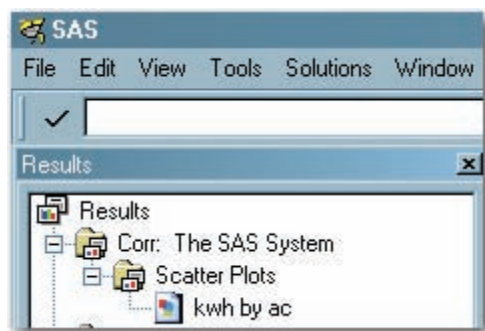 SAS
File Edit View Tools Solutions Window
Results
Results
Corr: The SAS System
Scatter Plots
kwh by ac